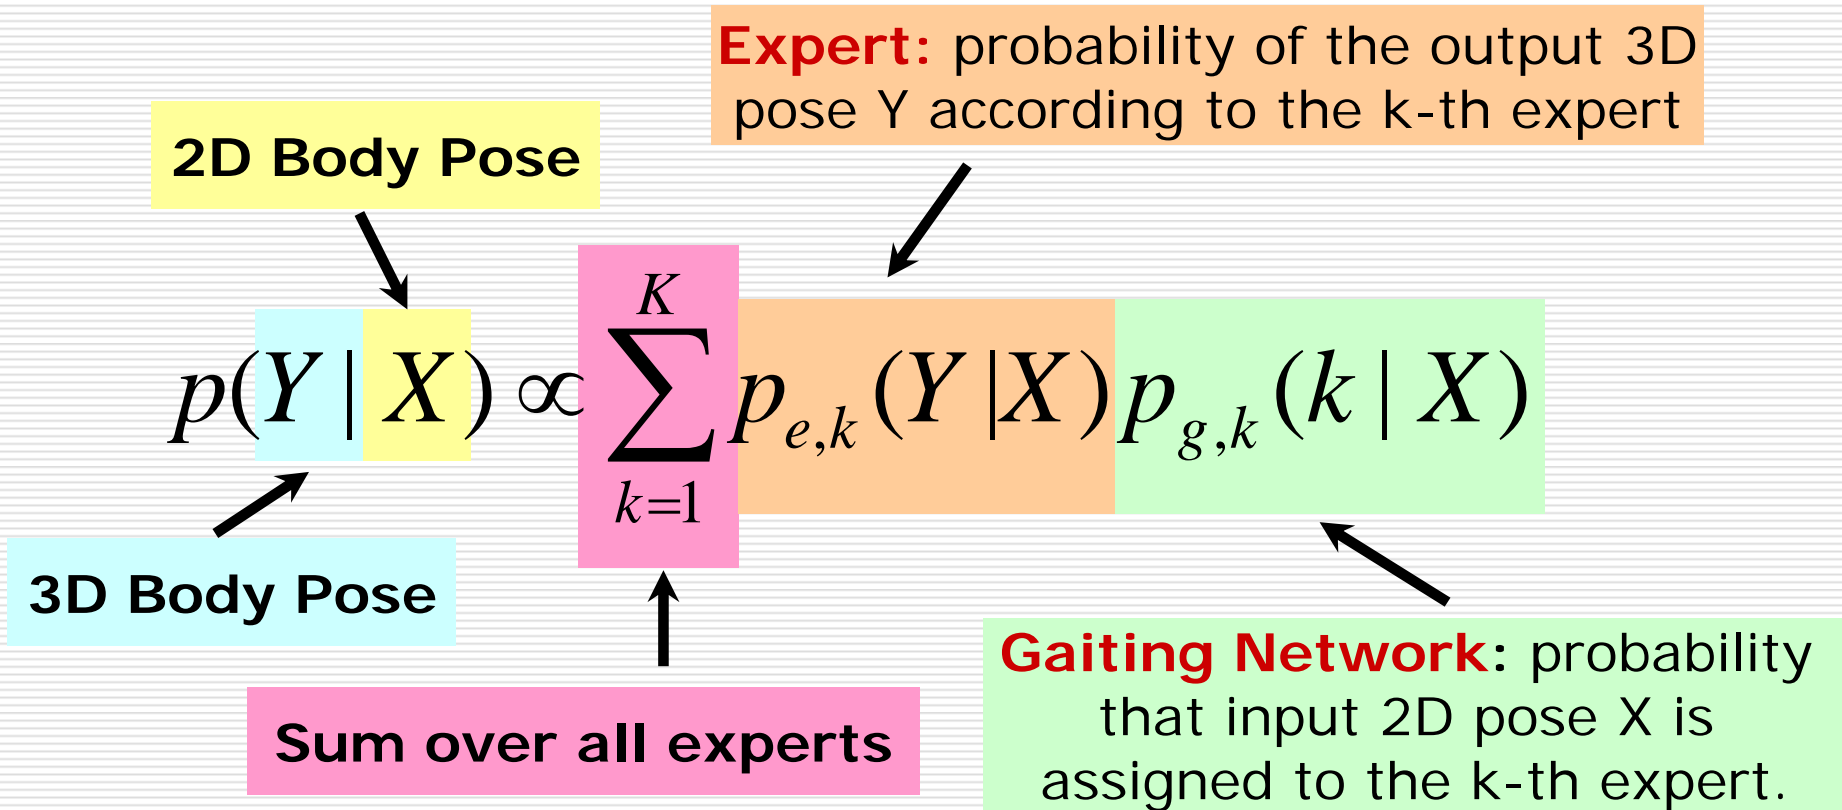 Expert: probability of the output 3D
pose Y according to the k-th expert
2D Body Pose
p(Y | X) ∝ ∑_{k=1}^{K} p_{e,k} (Y |X) p_{g,k} (k | X)
3D Body Pose
Sum over all experts
Gaiting Network: probability
that input 2D pose X is
assigned to the k-th expert.